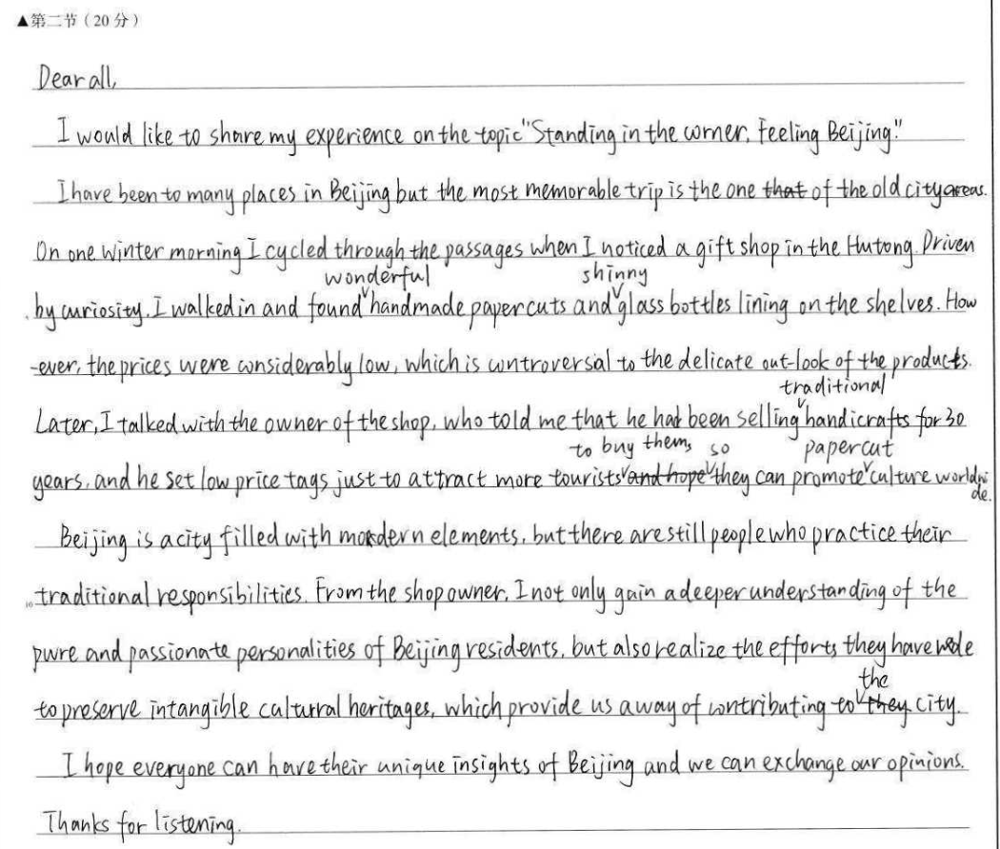 ▲第二节（20分）
Dear all,
I would like to share my experience on the topic "Standing in the corner, Feeling Beijing."
I have been to many places in Beijing but the most memorable trip is the one that of the old city areas.
On one winter morning I cycled through the passages when I noticed a gift shop in the Hutong. Driven
wonderful shinny
by curiosity, I walked in and found handmade papercuts and glass bottles lining on the shelves. How
-ever, the prices were considerably low, which is controversial to the delicate out-look of the products.
traditional
Later, I talked with the owner of the shop, who told me that he had been selling handicrafts for 30
to buy them, so papercut
years, and he set low price tags just to attract more tourists and hope they can promote culture worldwi
de.
Beijing is a city filled with mordern elements, but there are still people who practice their
10 traditional responsibilities. From the shop owner, I not only gain a deeper understanding of the
pure and passionate personalities of Beijing residents, but also realize the efforts they have made
the
to preserve intangible cultural heritages, which provide us a way of contributing to they city.
I hope everyone can have their unique insights of Beijing and we can exchange our opinions.
Thanks for listening.